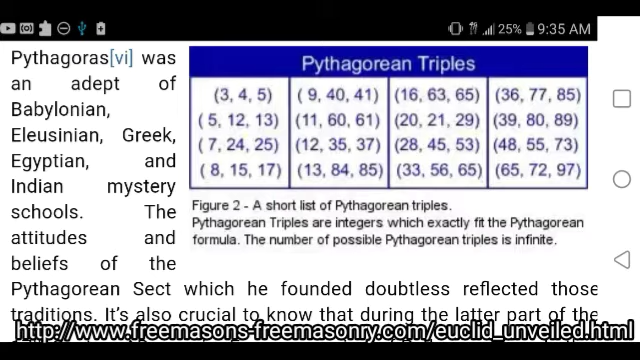 25% 9:35 AM
Pythagoras[vi] was
an adept of
Babylonian,
Eleusinian, Greek,
Egyptian, and
Indian mystery
schools. The
attitudes and
beliefs of the
Pythagorean Triples
(3, 4, 5) ( 9, 40, 41) (16, 63, 65) (36, 77, 85)
( 5, 12, 13) (11, 60, 61) (20, 21, 29) (39, 80, 89)
( 7, 24, 25) (12, 35, 37) (28, 45, 53) (48, 55, 73)
( 8, 15, 17) (13, 84, 85) (33, 56, 65) (65, 72, 97)
Figure 2 - A short list of Pythagorean triples.
Pythagorean Triples are integers which exactly fit the Pythagorean
formula. The number of possible Pythagorean triples is infinite.
Pythagorean Sect which he founded doubtless reflected those
traditions. It's also crucial to know that during the latter part of the
http://www.freemasons-freemasonry.com/euclid_unveiled.html